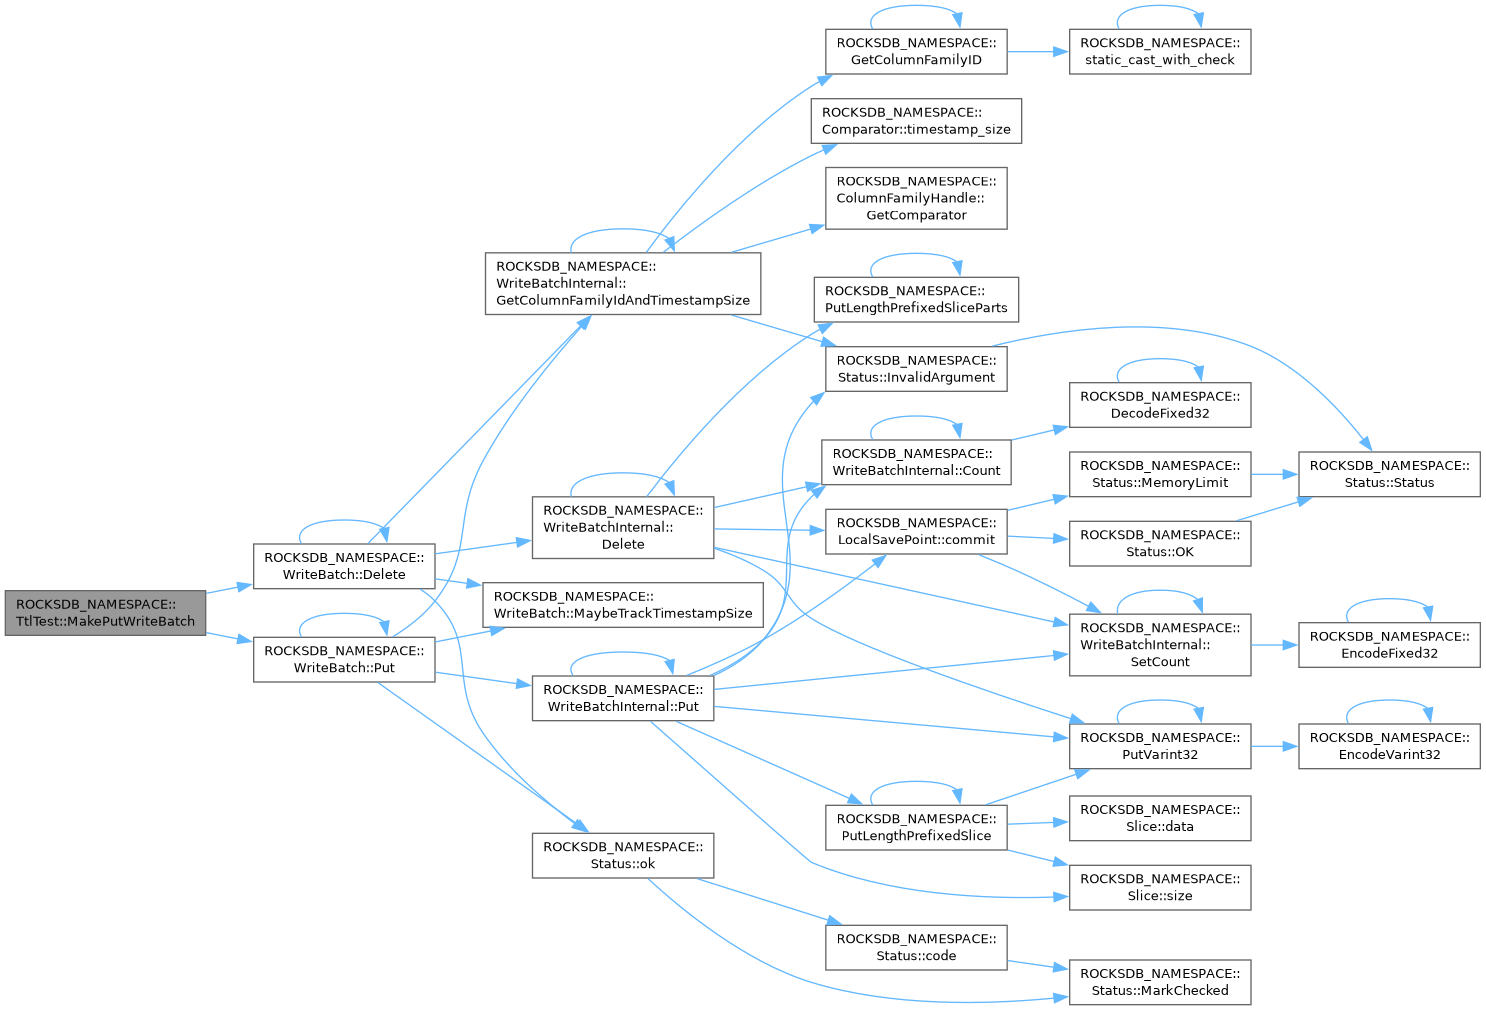 ROCKSDB_NAMESPACE::
TtlTest::MakePutWriteBatch
ROCKSDB_NAMESPACE::
WriteBatch::Delete
ROCKSDB_NAMESPACE::
WriteBatch::Put
ROCKSDB_NAMESPACE::
WriteBatchInternal::
GetColumnFamilyIdAndTimestampSize
ROCKSDB_NAMESPACE::
WriteBatchInternal::
Delete
ROCKSDB_NAMESPACE::
WriteBatch::MaybeTrackTimestampSize
ROCKSDB_NAMESPACE::
WriteBatchInternal::Put
ROCKSDB_NAMESPACE::
Status::ok
ROCKSDB_NAMESPACE::
GetColumnFamilyID
ROCKSDB_NAMESPACE::
Comparator::timestamp_size
ROCKSDB_NAMESPACE::
ColumnFamilyHandle::
GetComparator
ROCKSDB_NAMESPACE::
PutLengthPrefixedSliceParts
ROCKSDB_NAMESPACE::
Status::InvalidArgument
ROCKSDB_NAMESPACE::
WriteBatchInternal::Count
ROCKSDB_NAMESPACE::
LocalSavePoint::commit
ROCKSDB_NAMESPACE::
PutLengthPrefixedSlice
ROCKSDB_NAMESPACE::
Status::code
ROCKSDB_NAMESPACE::
static_cast_with_check
ROCKSDB_NAMESPACE::
DecodeFixed32
ROCKSDB_NAMESPACE::
Status::MemoryLimit
ROCKSDB_NAMESPACE::
Status::OK
ROCKSDB_NAMESPACE::
WriteBatchInternal::
SetCount
ROCKSDB_NAMESPACE::
PutVarint32
ROCKSDB_NAMESPACE::
Slice::data
ROCKSDB_NAMESPACE::
Slice::size
ROCKSDB_NAMESPACE::
Status::MarkChecked
ROCKSDB_NAMESPACE::
Status::Status
ROCKSDB_NAMESPACE::
EncodeFixed32
ROCKSDB_NAMESPACE::
EncodeVarint32